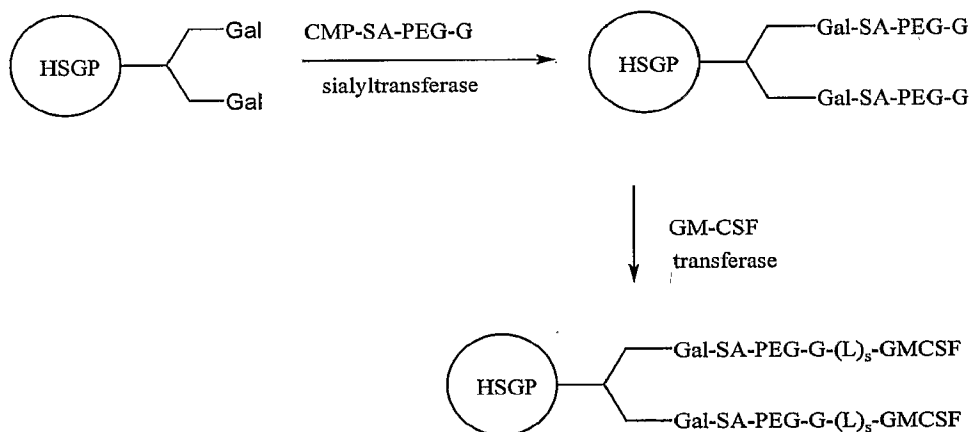 Gal
HSGP
Gal
CMP-SA-PEG-G
sialyltransferase
Gal-SA-PEG-G
HSGP
Gal-SA-PEG-G
GM-CSF
transferase
Gal-SA-PEG-G-(L)s-GMCSF
HSGP
Gal-SA-PEG-G-(L)s-GMCSF